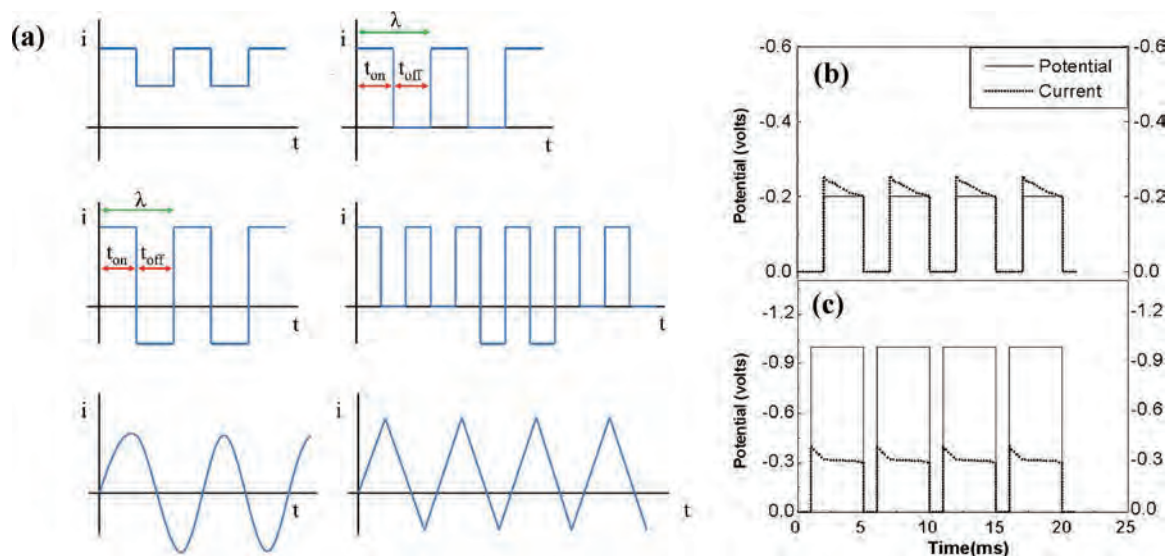 (a)
i
t
λ
i
t_on t_off
t
λ
i
t_on t_off
t
i
t
i
t
i
t
(b)
Potential
Current
Potential (volts)
-0.6
-0.4
-0.2
0.0
-0.6
-0.4
-0.2
0.0
(c)
Potential (volts)
-1.2
-0.9
-0.6
-0.3
-0.0
-1.2
-0.9
-0.6
-0.3
-0.0
0 5 10 15 20 25
Time(ms)